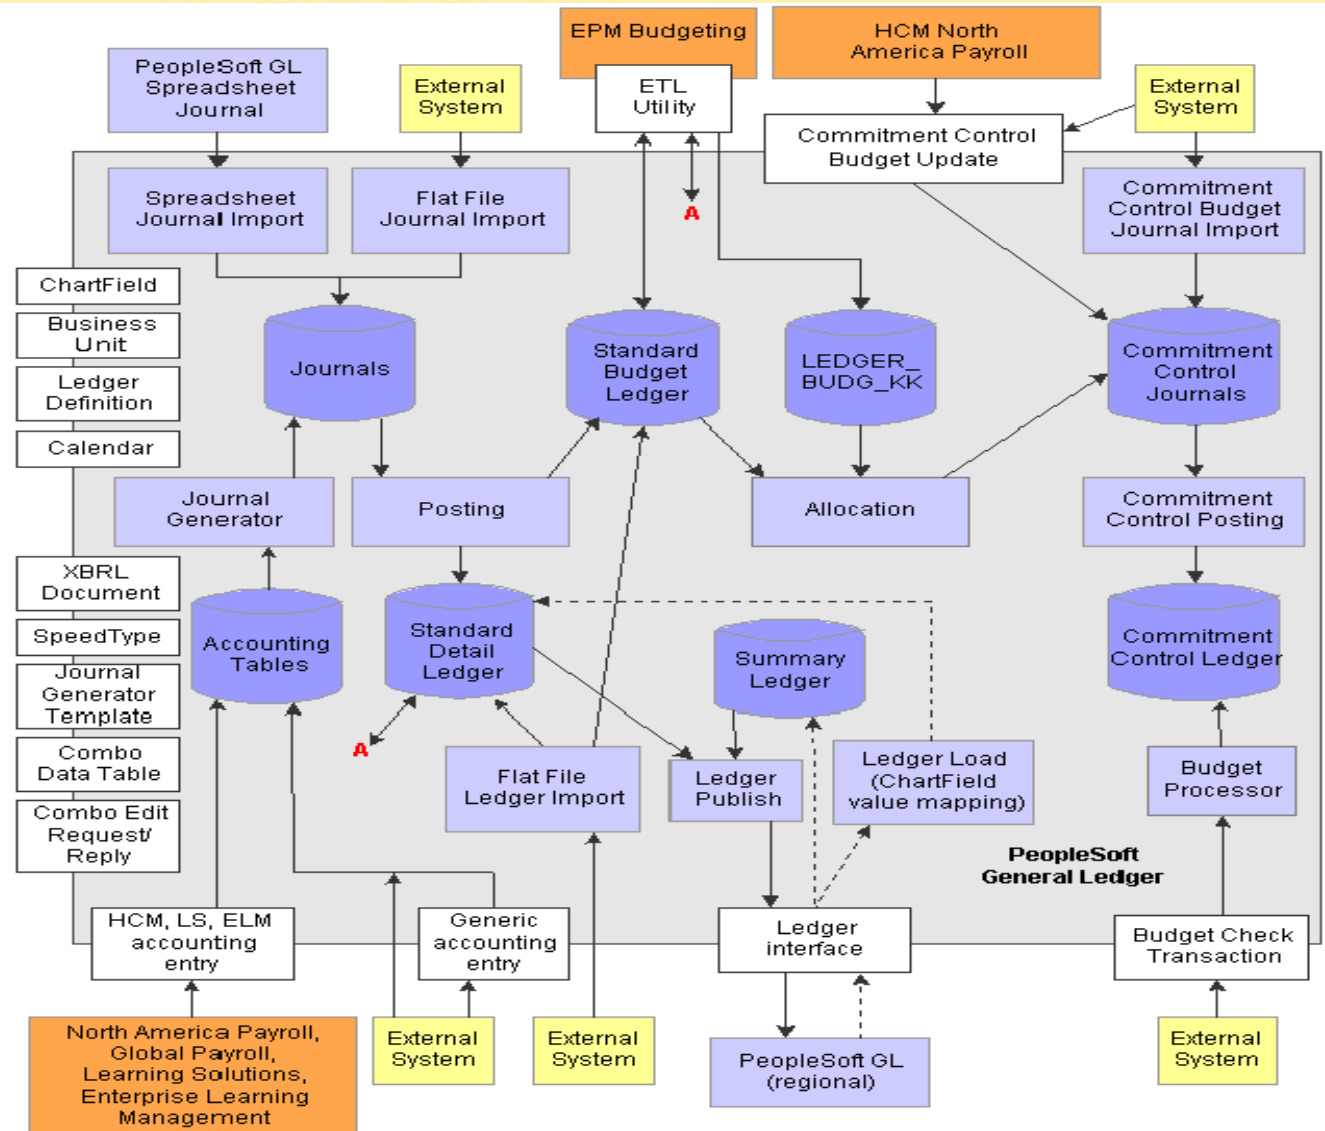 EPM Budgeting
HCM North
America Payroll
PeopleSoft GL
Spreadsheet
Journal
External
System
ETL
Utility
External
System
Commitment Control
Budget Update
Spreadsheet
Journal Import
Flat File
Journal Import
A
Commitment
Control Budget
Journal Import
ChartField
Business
Unit
Ledger
Definition
Calendar
Journals
Standard
Budget
Ledger
LEDGER_
BUDG_KK
Commitment
Control
Journals
Journal
Generator
Posting
Allocation
Commitment
Control Posting
XBRL
Document
SpeedType
Journal
Generator
Template
Combo
Data Table
Combo Edit
Request/
Reply
Accounting
Tables
Standard
Detail
Ledger
Summary
Ledger
Commitment
Control Ledger
A
Flat File
Ledger Import
Ledger
Publish
Ledger Load
(ChartField
value mapping)
Budget
Processor
PeopleSoft
General Ledger
HCM, LS, ELM
accounting
entry
Generic
accounting
entry
Ledger
interface
Budget Check
Transaction
North America Payroll,
Global Payroll,
Learning Solutions,
Enterprise Learning
Management
External
System
External
System
PeopleSoft GL
(regional)
External
System